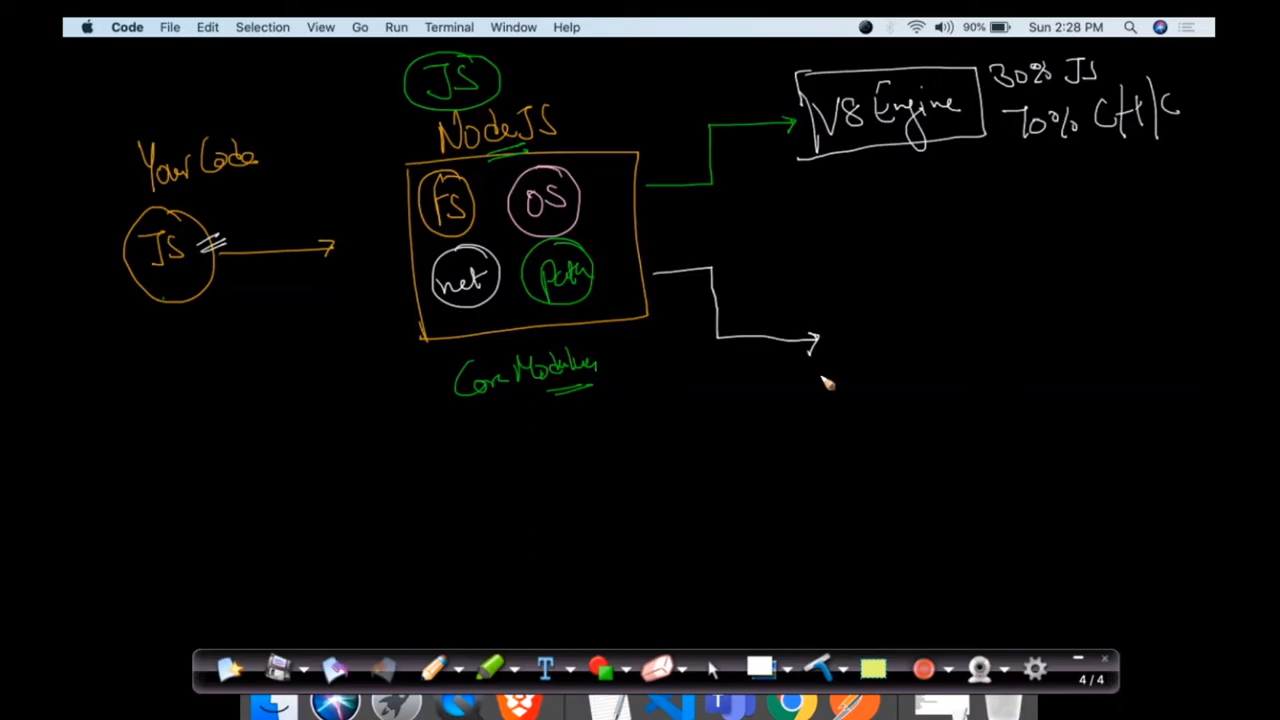 Code File Edit Selection View Go Run Terminal Window Help 90% Sun 2:28 PM
JS
NodeJS
Your Code
JS
FS
OS
net
path
Core Modules
V8 Engine
30% JS
70% C++/C
4 / 4